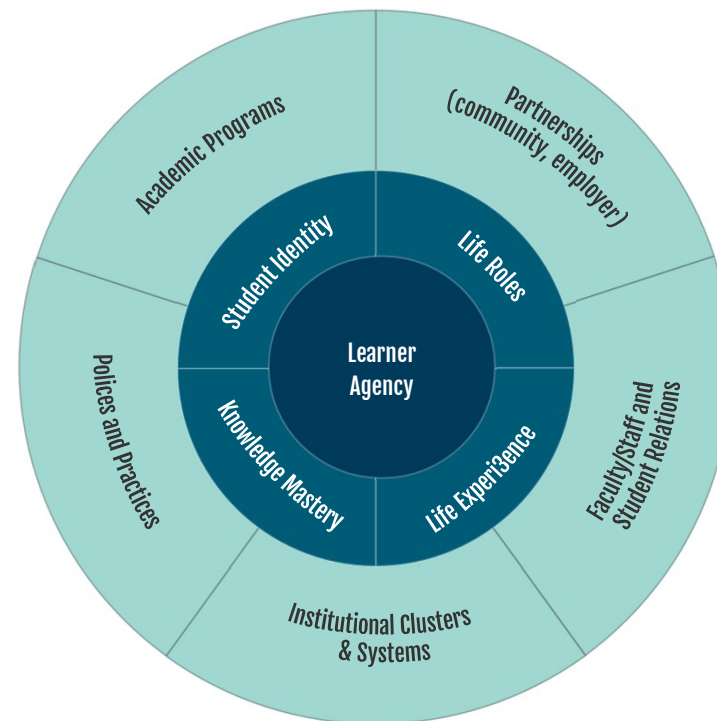 Academic Programs
Partnerships
(community, employer)
Student Identity
Life Roles
Learner
Agency
Polices and Practices
Knowledge Mastery
Life Experi3ence
Faculty/Staff and
Student Relations
Institutional Clusters
& Systems